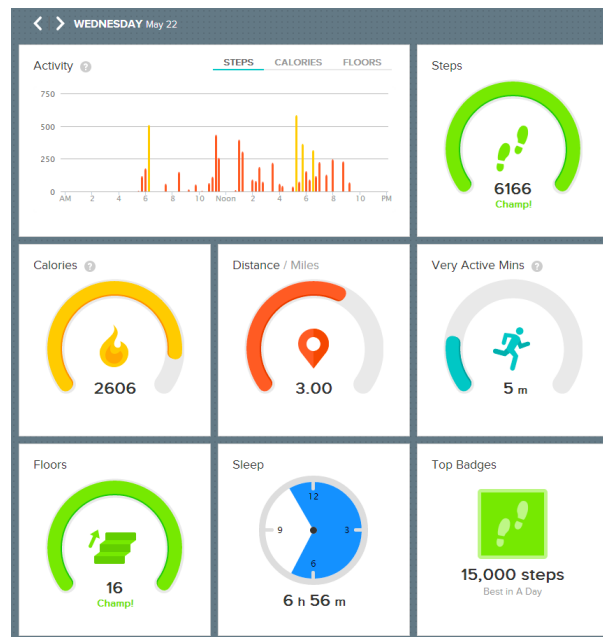 WEDNESDAY May 22
Activity ?
STEPS CALORIES FLOORS
750
500
250
0
AM 2 4 6 8 10 Noon 2 4 6 8 10 PM
Steps
6166
Champ!
Calories ?
2606
Distance / Miles
3.00
Very Active Mins ?
5 m
Floors
16
Champ!
Sleep
12
9 3
6
6 h 56 m
Top Badges
15,000 steps
Best in A Day